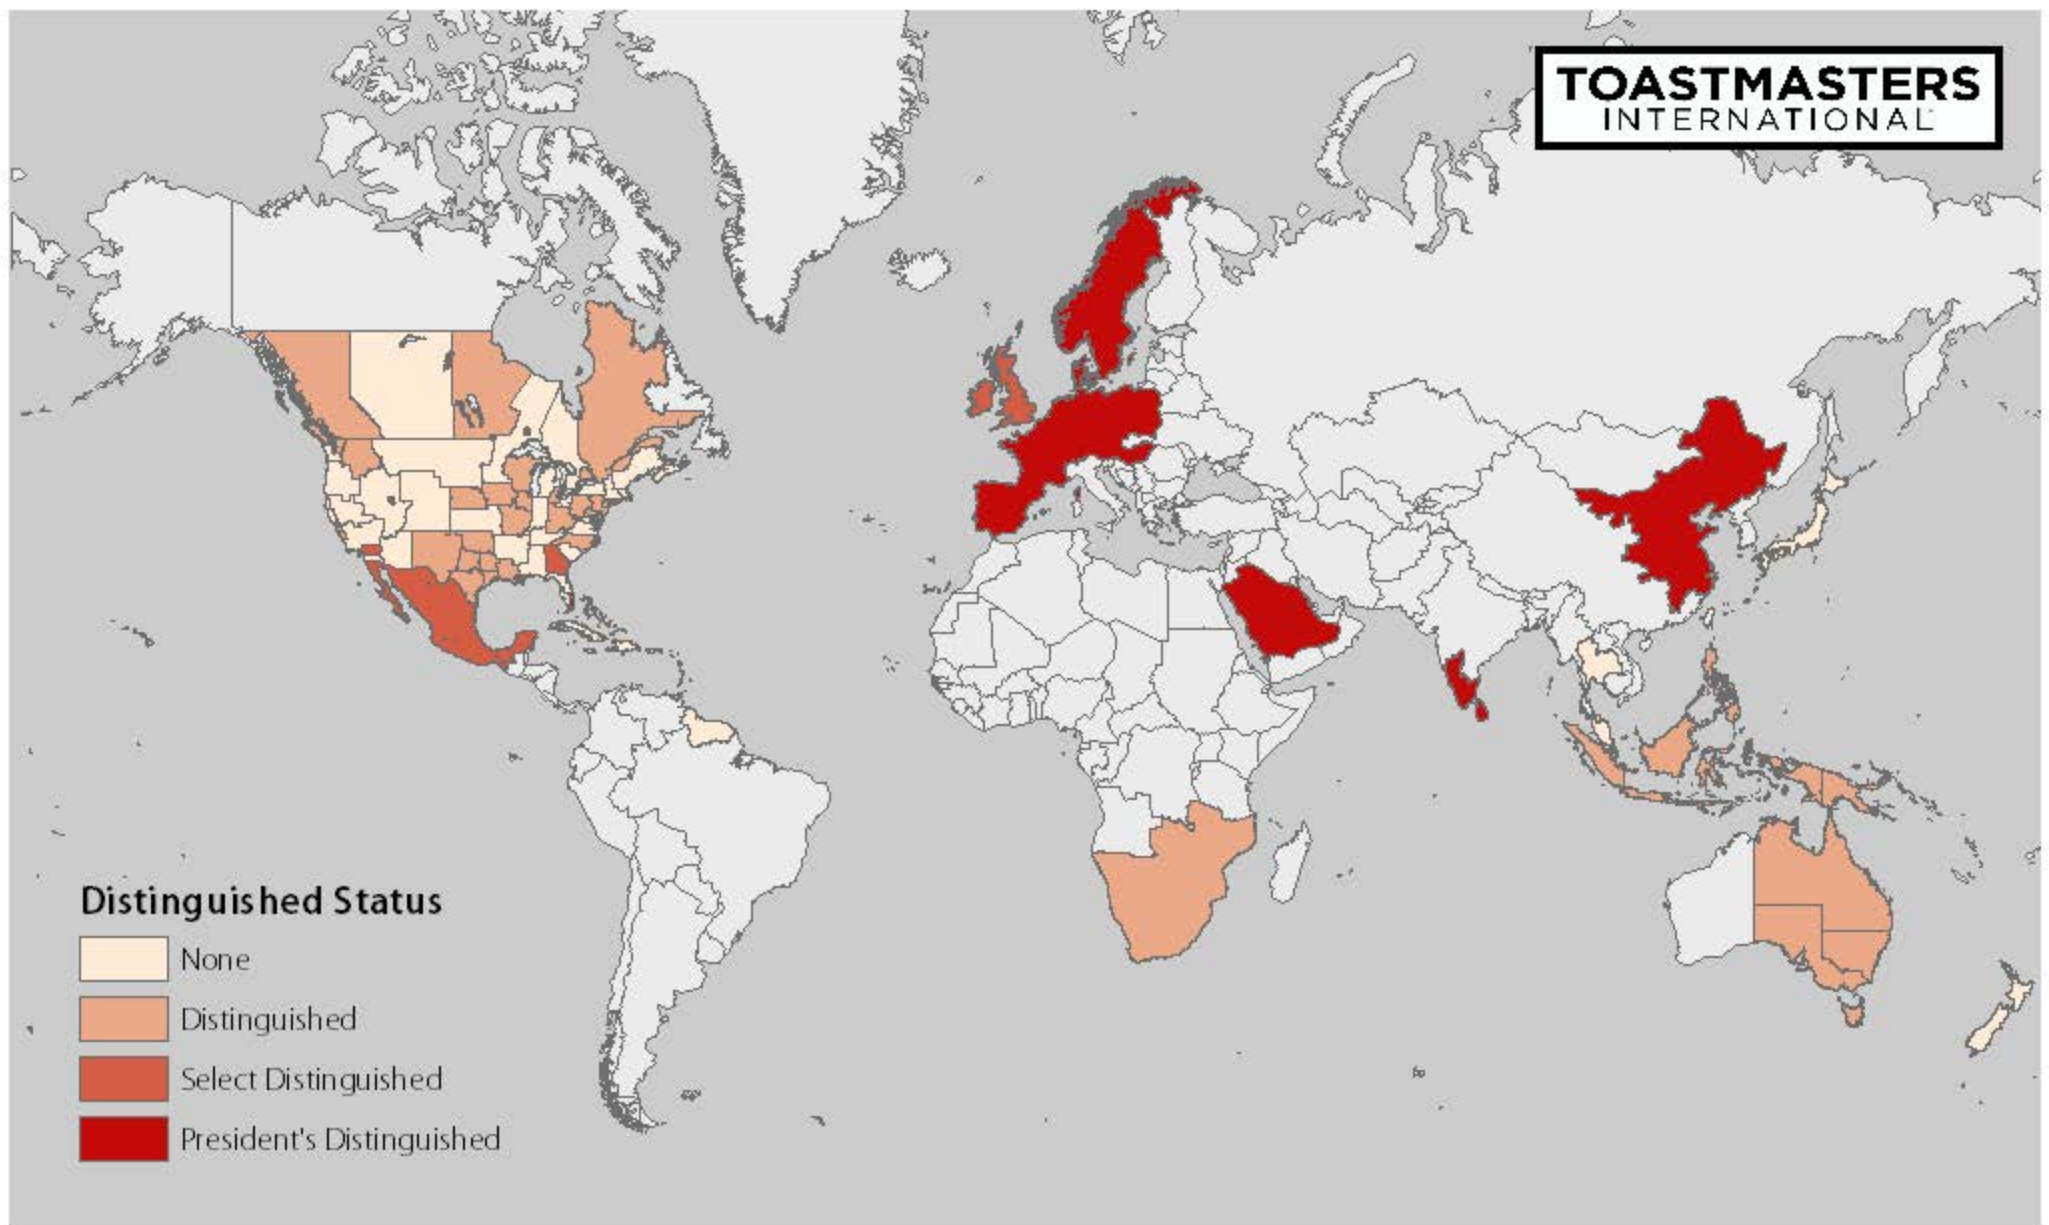 TOASTMASTERS
INTERNATIONAL
Distinguished Status
None
Distinguished
Select Distinguished
President's Distinguished